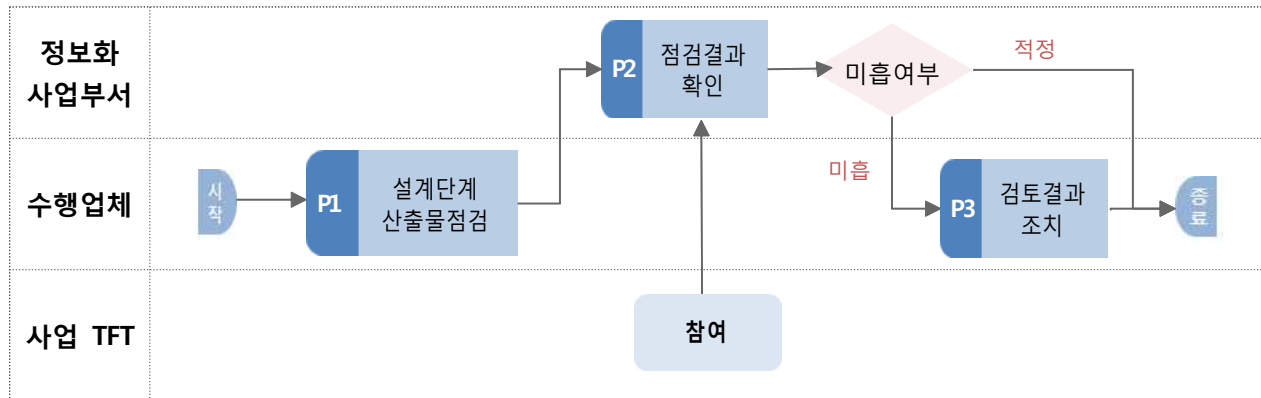 정보화
사업부서
P2
점검결과
확인
미흡여부
적정
수행업체
시
작
P1
설계단계
산출물점검
미흡
P3
검토결과
조치
종
료
사업 TFT
참여